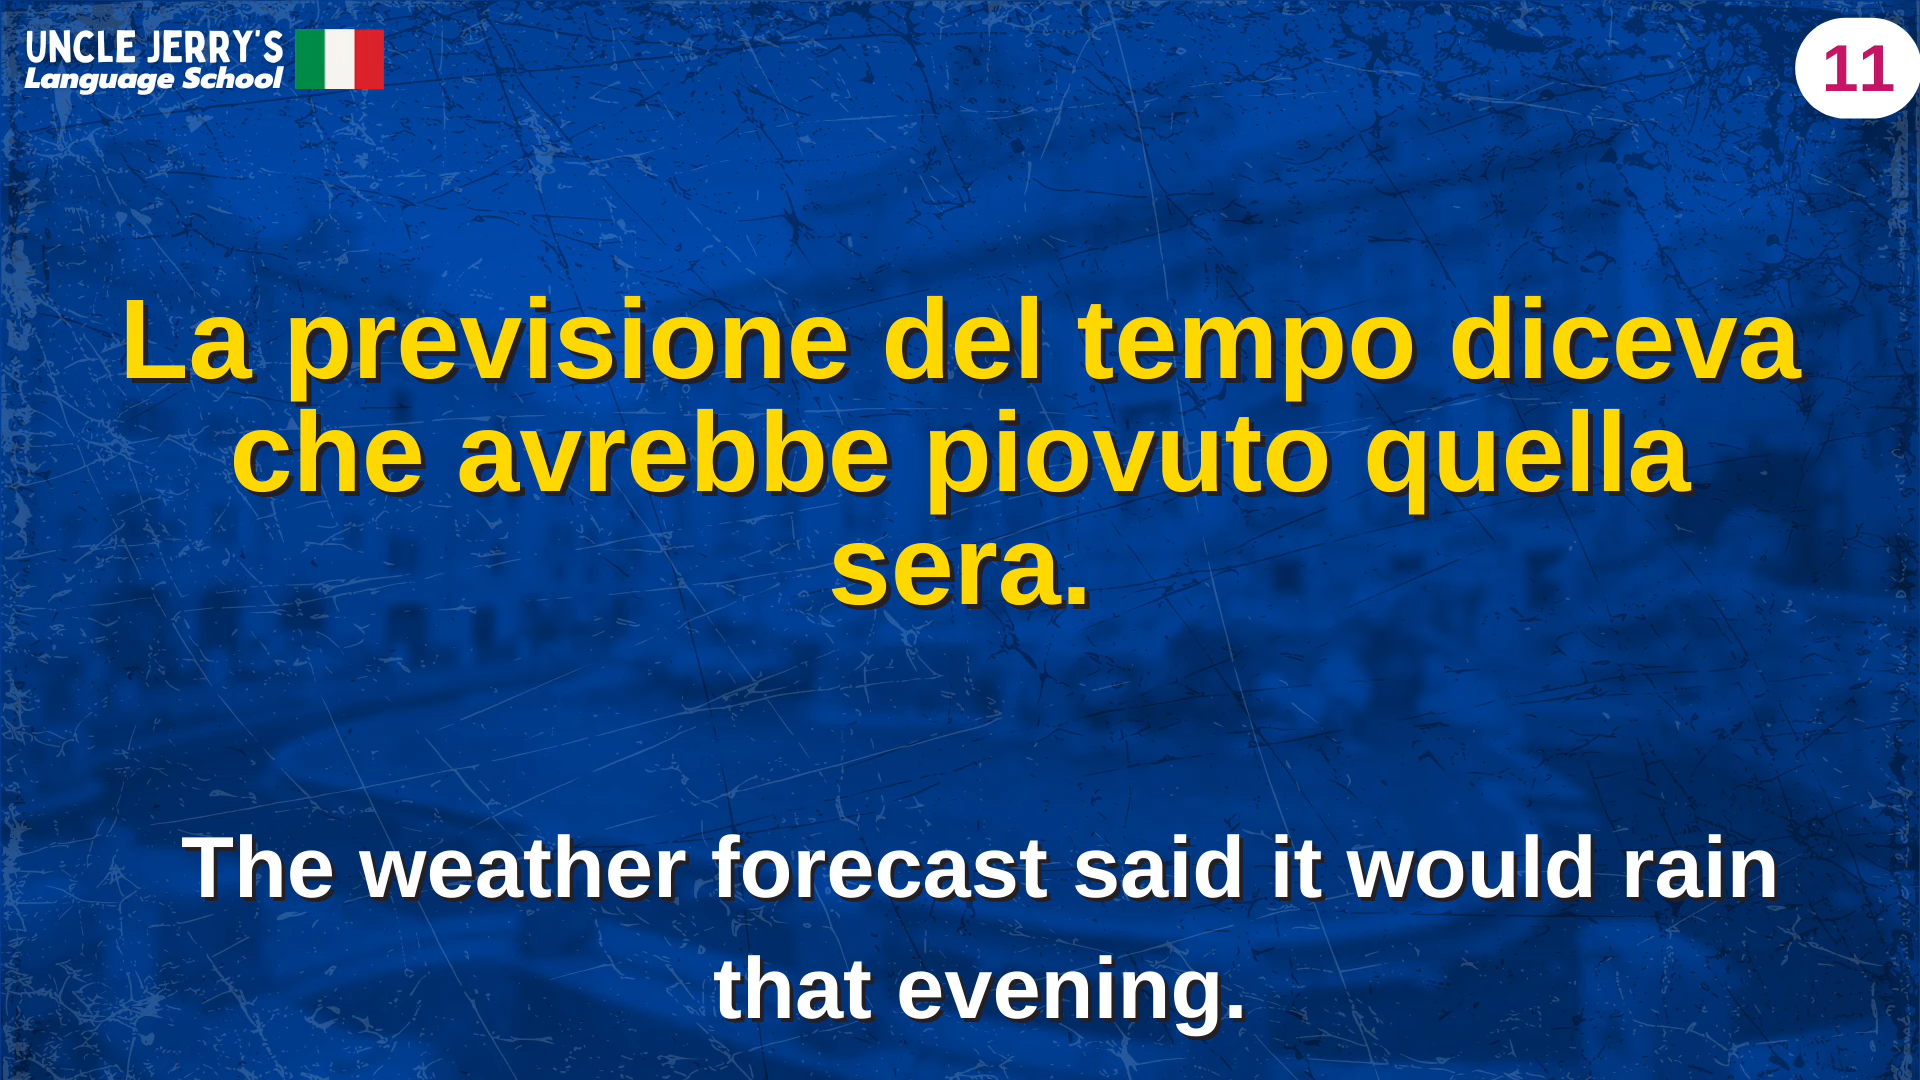 UNCLE JERRY'S
Language School
11
La previsione del tempo diceva
che avrebbe piovuto quella
sera.
The weather forecast said it would rain
that evening.